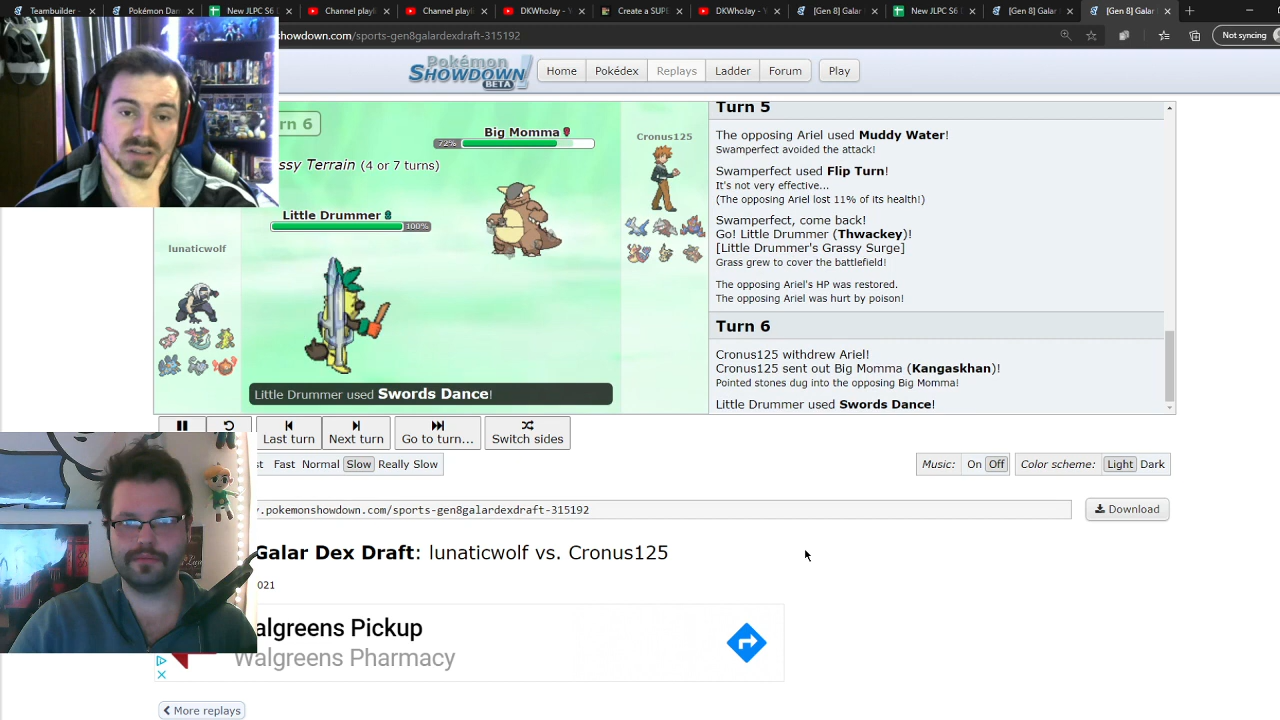 Teambuilder -
Pokémon Dam
New JLPC S6 D
Channel playl
Channel playl
DKWhoJay - Y
Create a SUPE
DKWhoJay - Y
[Gen 8] Galar
New JLPC S6 D
[Gen 8] Galar
[Gen 8] Galar
howdown.com/sports-gen8galardexdraft-315192
Not syncing
Pokémon
SHOWDOWN
BETA
Home
Pokédex
Replays
Ladder
Forum
Play
rn 6
Big Momma
72%
ssy Terrain (4 or 7 turns)
Little Drummer
100%
lunaticwolf
Cronus125
Little Drummer used Swords Dance!
Turn 5
The opposing Ariel used Muddy Water!
Swamperfect avoided the attack!
Swamperfect used Flip Turn!
It's not very effective...
(The opposing Ariel lost 11% of its health!)
Swamperfect, come back!
Go! Little Drummer (Thwackey)!
[Little Drummer's Grassy Surge]
Grass grew to cover the battlefield!
The opposing Ariel's HP was restored.
The opposing Ariel was hurt by poison!
Turn 6
Cronus125 withdrew Ariel!
Cronus125 sent out Big Momma (Kangaskhan)!
Pointed stones dug into the opposing Big Momma!
Little Drummer used Swords Dance!
Last turn
Next turn
Go to turn...
Switch sides
st Fast Normal Slow Really Slow
Music: On Off
Color scheme: Light Dark
y.pokemonshowdown.com/sports-gen8galardexdraft-315192
Download
Galar Dex Draft: lunaticwolf vs. Cronus125
021
algreens Pickup
Walgreens Pharmacy
More replays